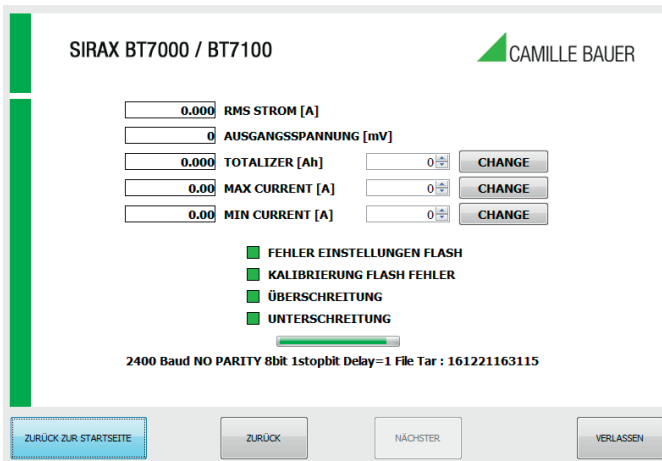 SIRAX BT7000 / BT7100
CAMILLE BAUER
0.000 RMS STROM [A]
0 AUSGANGSSPANNUNG [mV]
0.000 TOTALIZER [Ah] 0 CHANGE
0.00 MAX CURRENT [A] 0 CHANGE
0.00 MIN CURRENT [A] 0 CHANGE
FEHLER EINSTELLUNGEN FLASH
KALIBRIERUNG FLASH FEHLER
ÜBERSCHREITUNG
UNTERSCHREITUNG
2400 Baud NO PARITY 8bit 1stopbit Delay=1 File Tar : 161221163115
ZURÜCK ZUR STARTSEITE ZURÜCK NÄCHSTER VERLASSEN